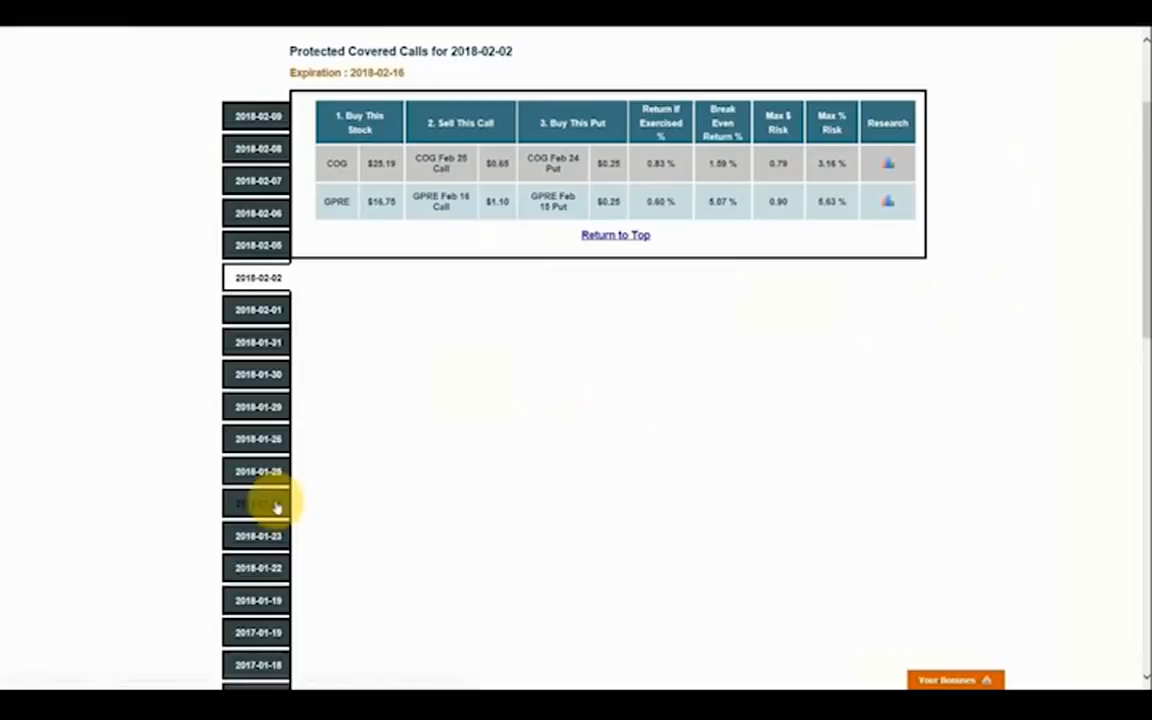 Protected Covered Calls for 2018-02-02
Expiration : 2018-02-16
1. Buy This Stock
2. Sell This Call
3. Buy This Put
Return If Exercised %
Break Even Return %
Max $ Risk
Max % Risk
Research
COG $25.19 COG Feb 25 Call $0.65 COG Feb 24 Put $0.25 0.83 % 1.59 % 0.79 3.16 %
GPRE $16.75 GPRE Feb 16 Call $1.10 GPRE Feb 15 Put $0.25 0.60 % 5.07 % 0.90 5.63 %
Return to Top
2018-02-09
2018-02-08
2018-02-07
2018-02-06
2018-02-05
2018-02-02
2018-02-01
2018-01-31
2018-01-30
2018-01-29
2018-01-26
2018-01-25
2018-01-23
2018-01-22
2018-01-19
2017-01-19
2017-01-18
Your Bonuses